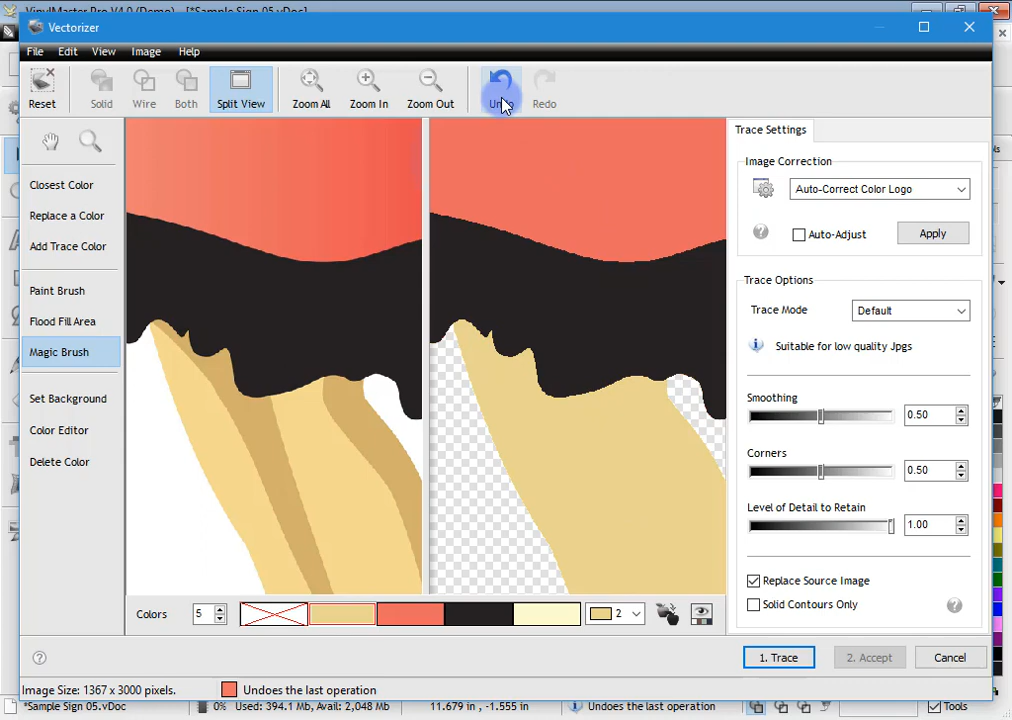 VinylMaster Pro V4.0 (Demo) - [*Sample Sign 05.vDoc]
Vectorizer
File Edit View Image Help
Reset Solid Wire Both Split View Zoom All Zoom In Zoom Out Undo Redo
Trace Settings
Image Correction
Closest Color
Auto-Correct Color Logo
Replace a Color
Auto-Adjust Apply
Add Trace Color
Trace Options
Paint Brush
Trace Mode Default
Flood Fill Area
Suitable for low quality Jpgs
Magic Brush
Set Background
Smoothing
0.50
Color Editor
Corners
Delete Color
0.50
Level of Detail to Retain
1.00
Replace Source Image
Solid Contours Only
Colors 5 2
1. Trace 2. Accept Cancel
Image Size: 1367 x 3000 pixels. Undoes the last operation
*Sample Sign 05.vDoc 0% Used: 394.1 Mb, Avail: 2,048 Mb 11.679 in , -1.555 in Undoes the last operation Tools